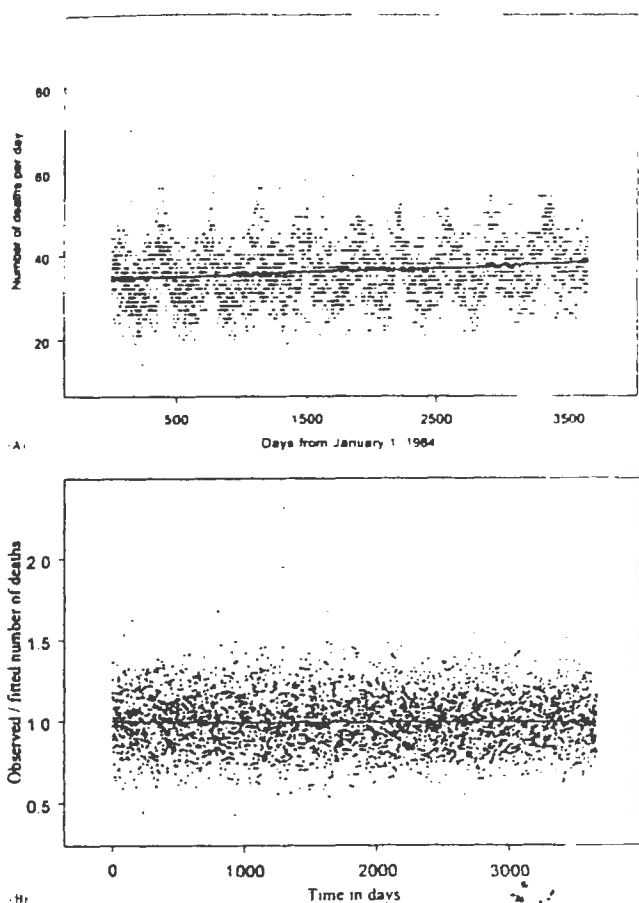 80
60
40
20
Number of deaths per day
500 1500 2500 3500
Days from January 1, 1984
(A)
2.0
1.5
1.0
0.5
Observed / fitted number of deaths
0 1000 2000 3000
Time in days
(B)